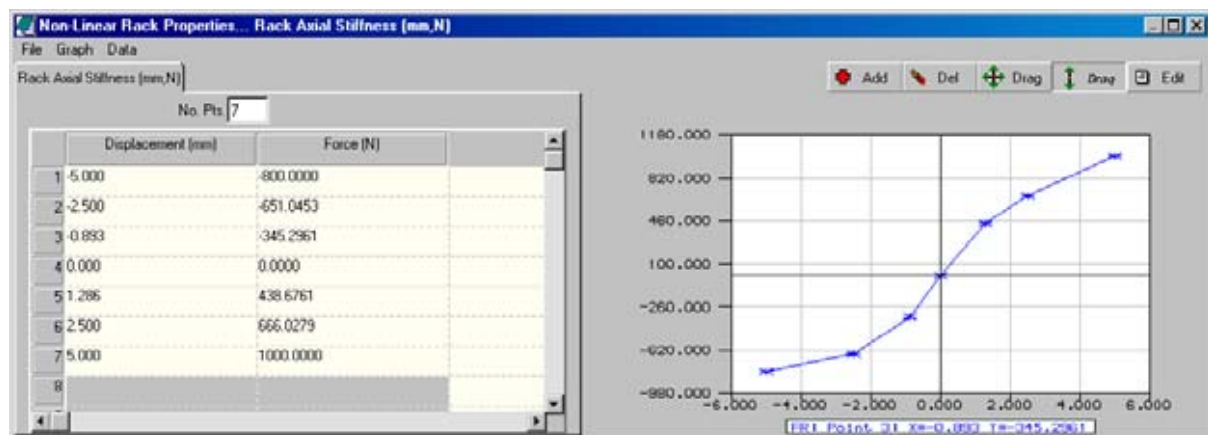 Non-Linear Rack Properties... Rack Axial Stiffness (mm,N)
File Graph Data
Rack Axial Stiffness (mm,N)
Add Del Drag Drag Edit
No. Pts. 7
Displacement (mm) Force (N)
1 -5.000 -800.0000
2 -2.500 -651.0453
3 -0.893 -345.2961
4 0.000 0.0000
5 1.286 438.6761
6 2.500 666.0279
7 5.000 1000.0000
8
1180.000
820.000
460.000
100.000
-260.000
-620.000
-980.000
-6.000 -4.000 -2.000 0.000 2.000 4.000 6.000
[FR] Point 3] X=-0.893 Y=-345.2961